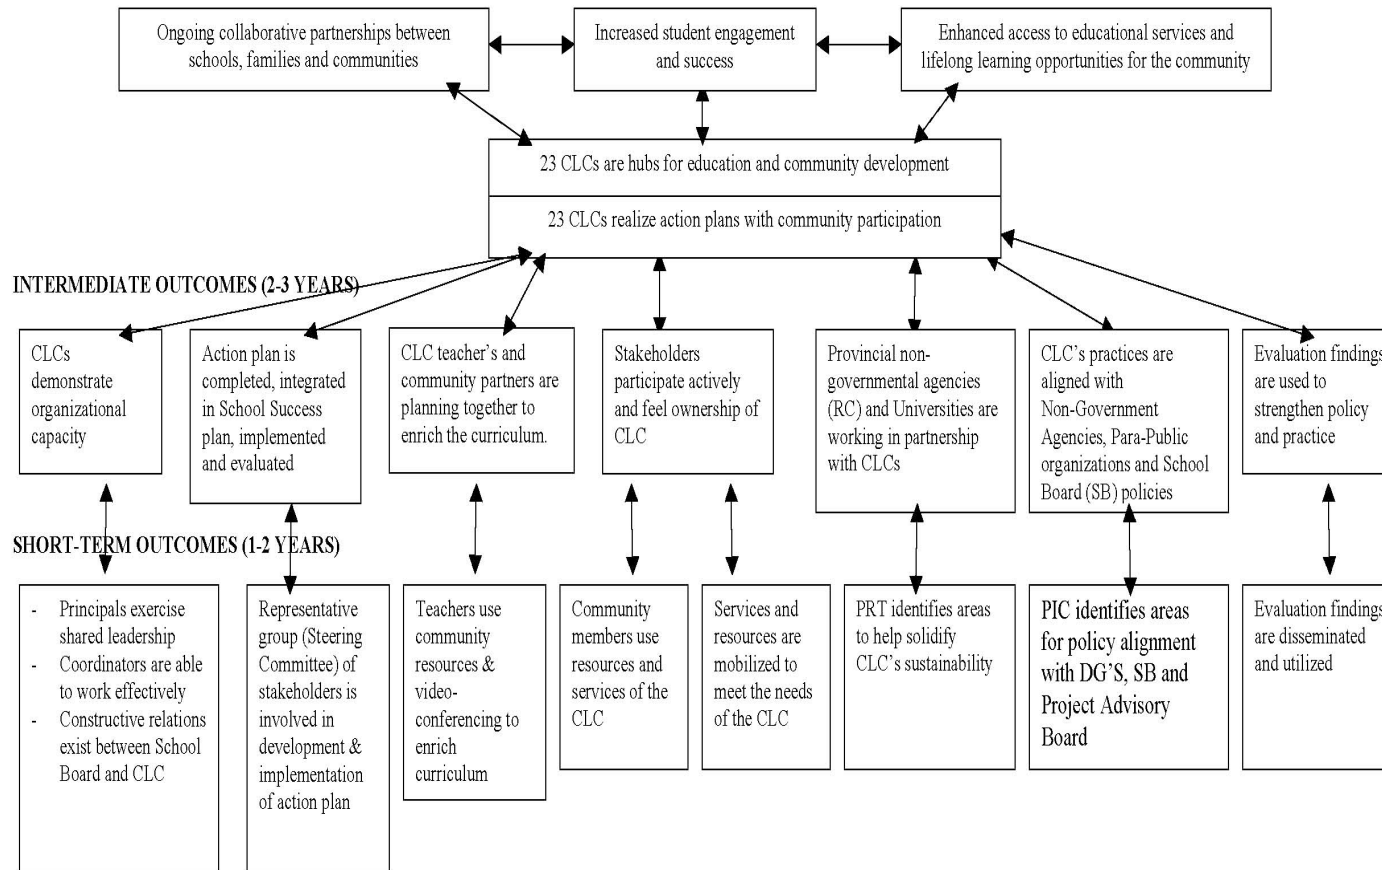 Ongoing collaborative partnerships between
schools, families and communities
Increased student engagement
and success
Enhanced access to educational services and
lifelong learning opportunities for the community
23 CLCs are hubs for education and community development
23 CLCs realize action plans with community participation
INTERMEDIATE OUTCOMES (2-3 YEARS)
CLCs
demonstrate
organizational
capacity
Action plan is
completed, integrated
in School Success
plan, implemented
and evaluated
CLC teacher's and
community partners are
planning together to
enrich the curriculum.
Stakeholders
participate actively
and feel ownership of
CLC
Provincial non-
governmental agencies
(RC) and Universities are
working in partnership
with CLCs
CLC's practices are
aligned with
Non-Government
Agencies, Para-Public
organizations and School
Board (SB) policies
Evaluation findings
are used to
strengthen policy
and practice
SHORT-TERM OUTCOMES (1-2 YEARS)
- Principals exercise
shared leadership
- Coordinators are able
to work effectively
- Constructive relations
exist between School
Board and CLC
Representative
group (Steering
Committee) of
stakeholders is
involved in
development &
implementation
of action plan
Teachers use
community
resources &
video-
conferencing to
enrich
curriculum
Community
members use
resources and
services of the
CLC
Services and
resources are
mobilized to
meet the needs
of the CLC
PRT identifies areas
to help solidify
CLC's sustainability
PIC identifies areas
for policy alignment
with DG'S, SB and
Project Advisory
Board
Evaluation findings
are disseminated
and utilized